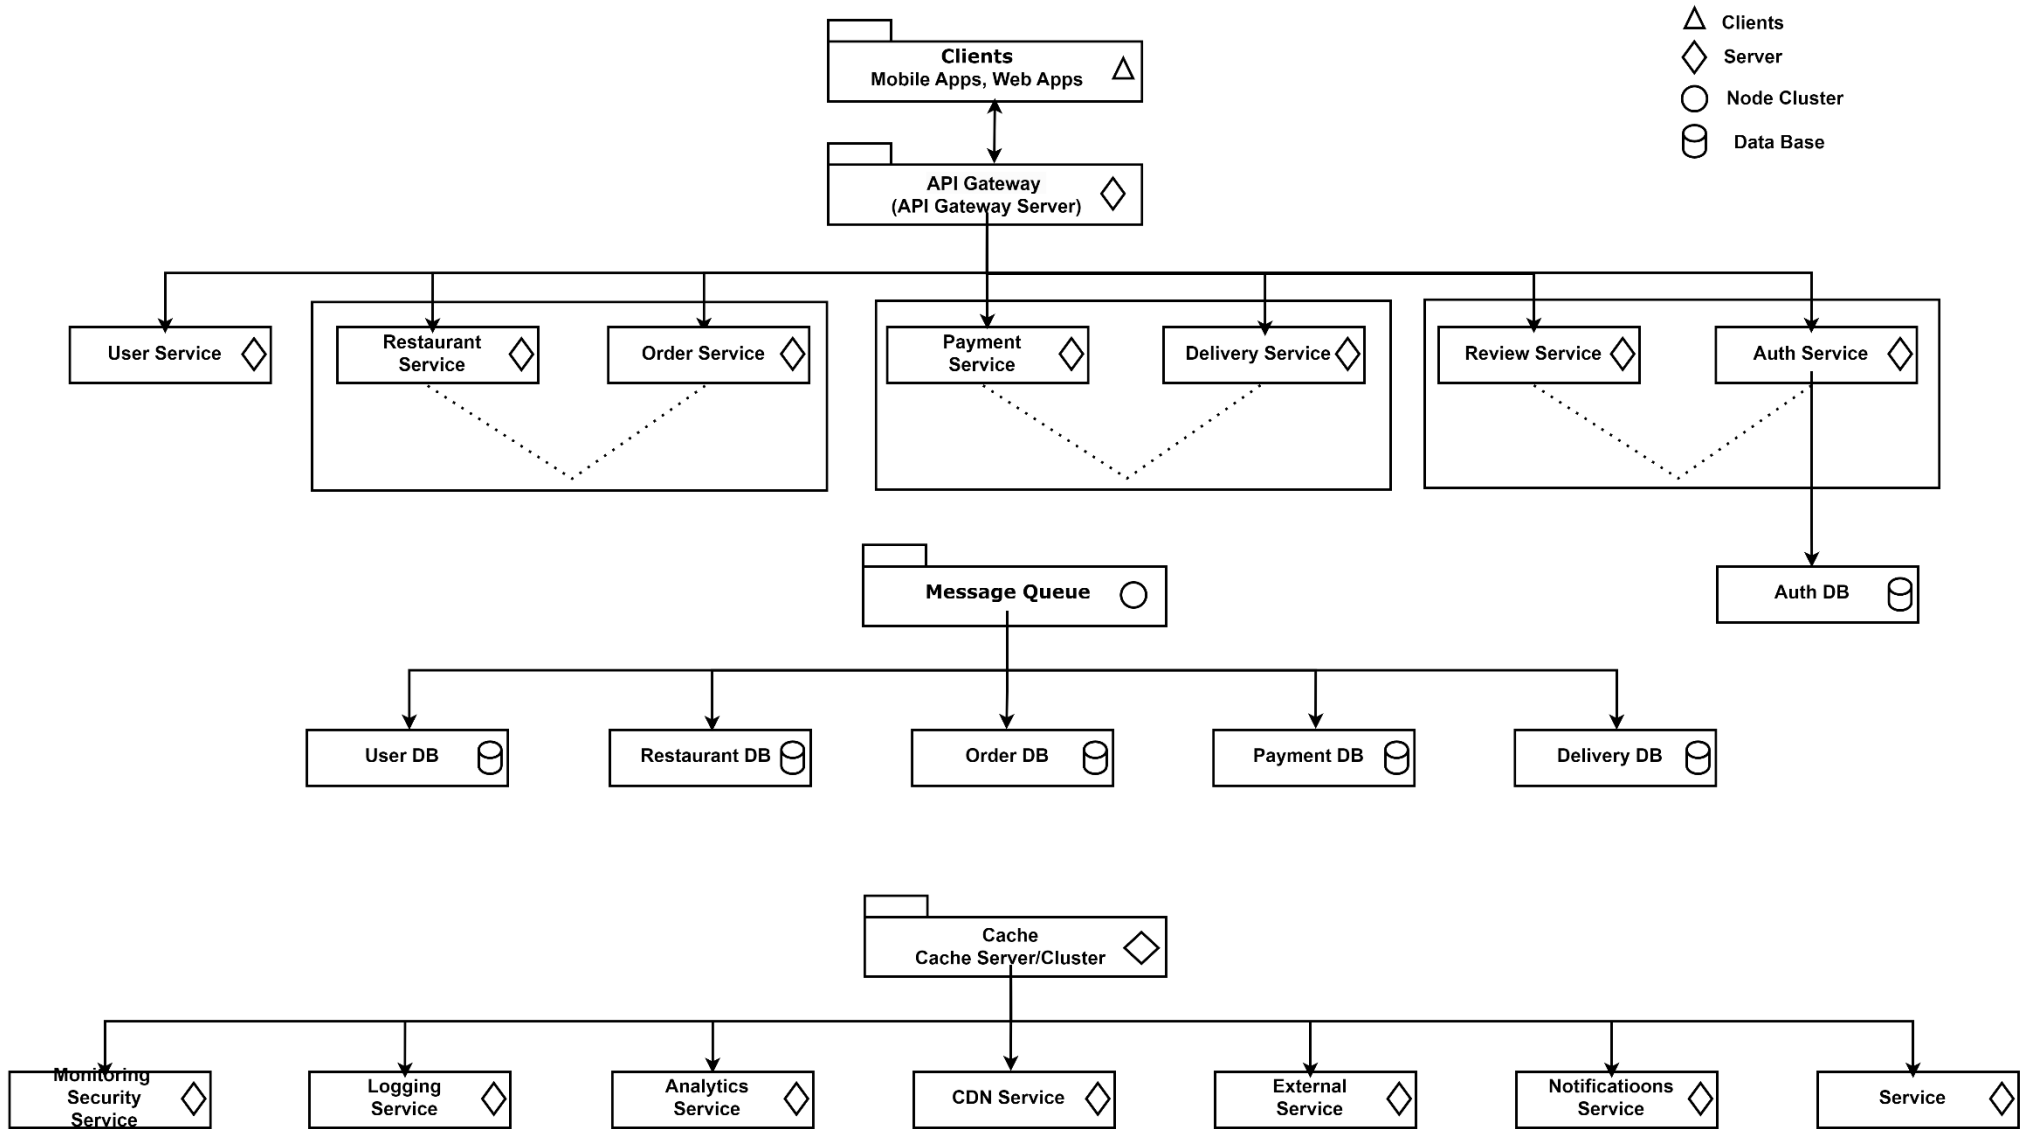 Clients
Server
Node Cluster
Data Base
Clients
Mobile Apps, Web Apps
API Gateway
(API Gateway Server)
User Service
Restaurant
Service
Order Service
Payment
Service
Delivery Service
Review Service
Auth Service
Message Queue
Auth DB
User DB
Restaurant DB
Order DB
Payment DB
Delivery DB
Cache
Cache Server/Cluster
Monitoring
Security
Service
Logging
Service
Analytics
Service
CDN Service
External
Service
Notificatioons
Service
Service